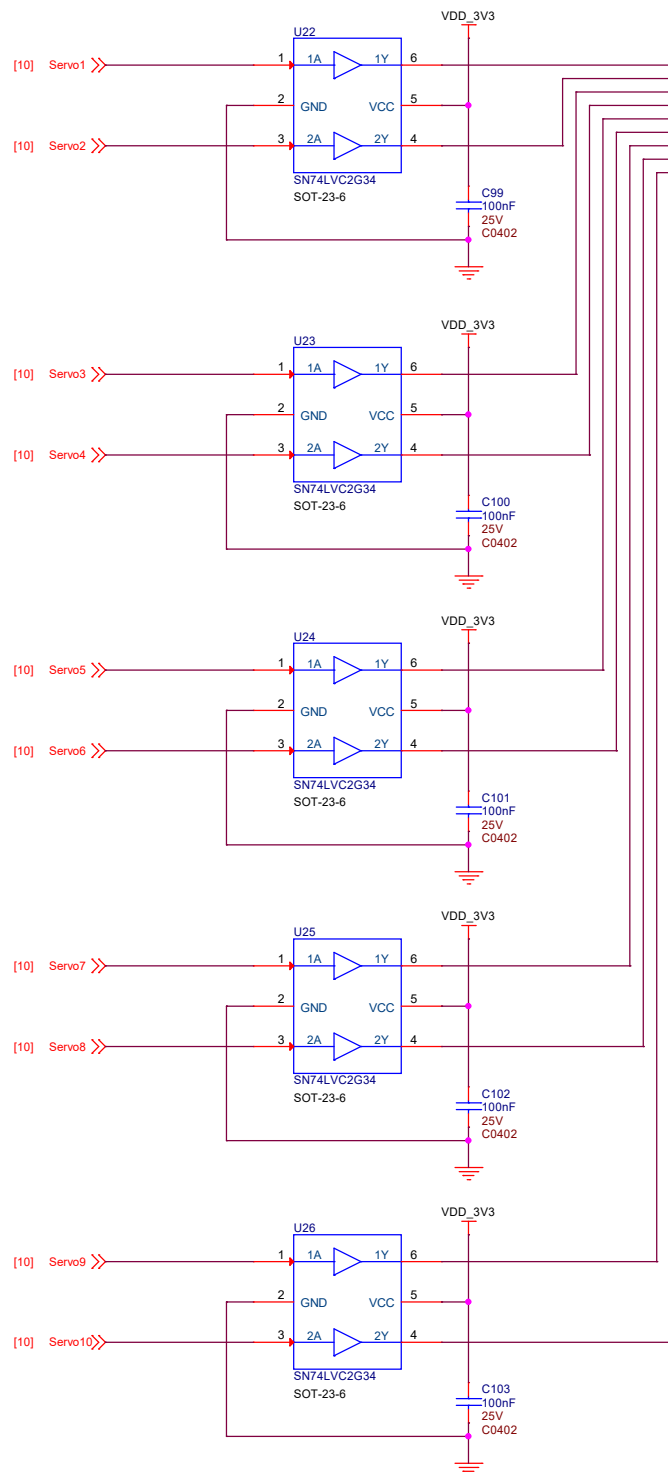 VDD_3V3
U22
[10] Servo1
1 1A 1Y 6
2 GND VCC 5
[10] Servo2
3 2A 2Y 4
SN74LVC2G34
SOT-23-6
C99
100nF
25V
C0402
VDD_3V3
U23
[10] Servo3
1 1A 1Y 6
2 GND VCC 5
[10] Servo4
3 2A 2Y 4
SN74LVC2G34
SOT-23-6
C100
100nF
25V
C0402
VDD_3V3
U24
[10] Servo5
1 1A 1Y 6
2 GND VCC 5
[10] Servo6
3 2A 2Y 4
SN74LVC2G34
SOT-23-6
C101
100nF
25V
C0402
VDD_3V3
U25
[10] Servo7
1 1A 1Y 6
2 GND VCC 5
[10] Servo8
3 2A 2Y 4
SN74LVC2G34
SOT-23-6
C102
100nF
25V
C0402
VDD_3V3
U26
[10] Servo9
1 1A 1Y 6
2 GND VCC 5
[10] Servo10
3 2A 2Y 4
SN74LVC2G34
SOT-23-6
C103
100nF
25V
C0402